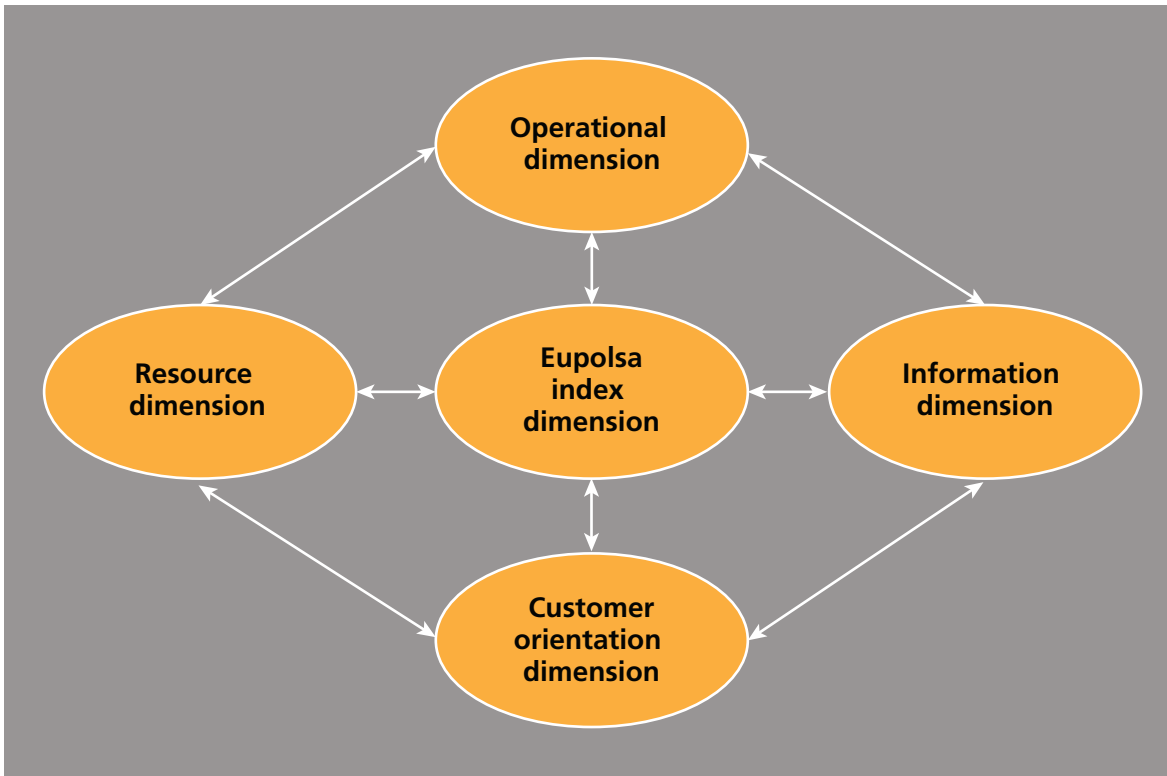 Operational
dimension
Resource
dimension
Eupolsa
index
dimension
Information
dimension
Customer
orientation
dimension